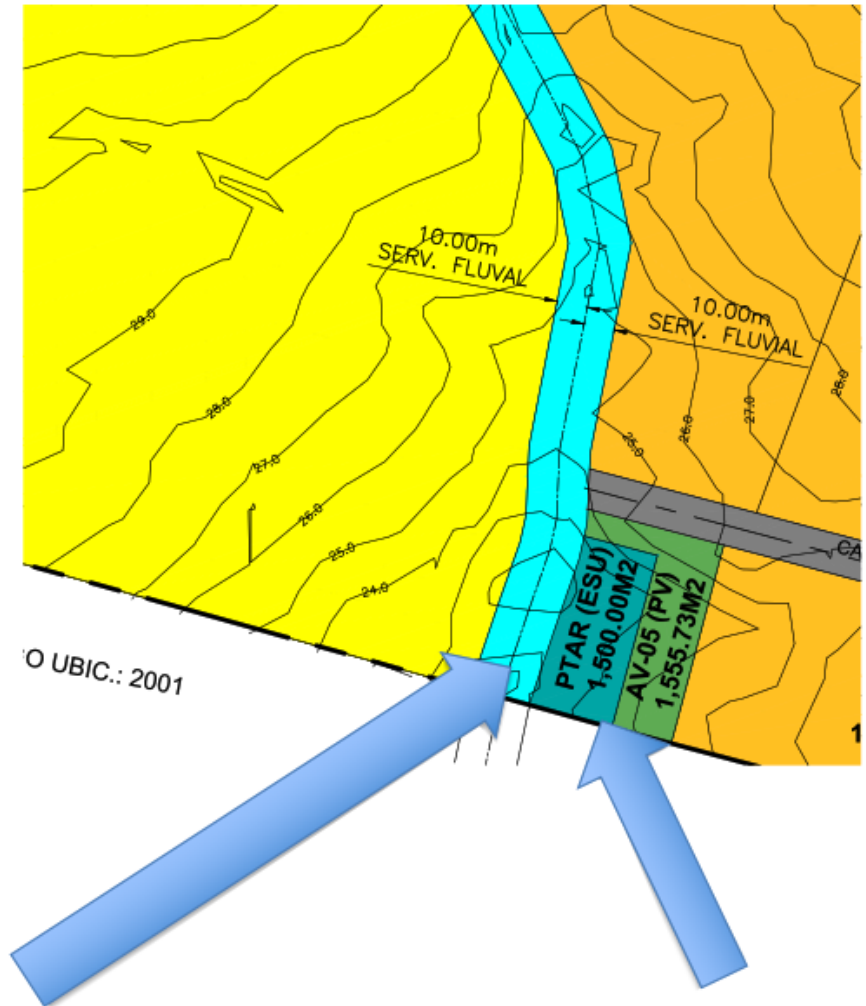 10.00m
SERV. FLUVAL
10.00m
SERV. FLUVIAL
29.0
28.0
27.0
26.0
25.0
24.0
25.0
26.0
27.0
28.0
CA
PTAR (ESU)
1,500.00M2
AV-05 (PV)
1,555.73M2
O UBIC.: 2001
1